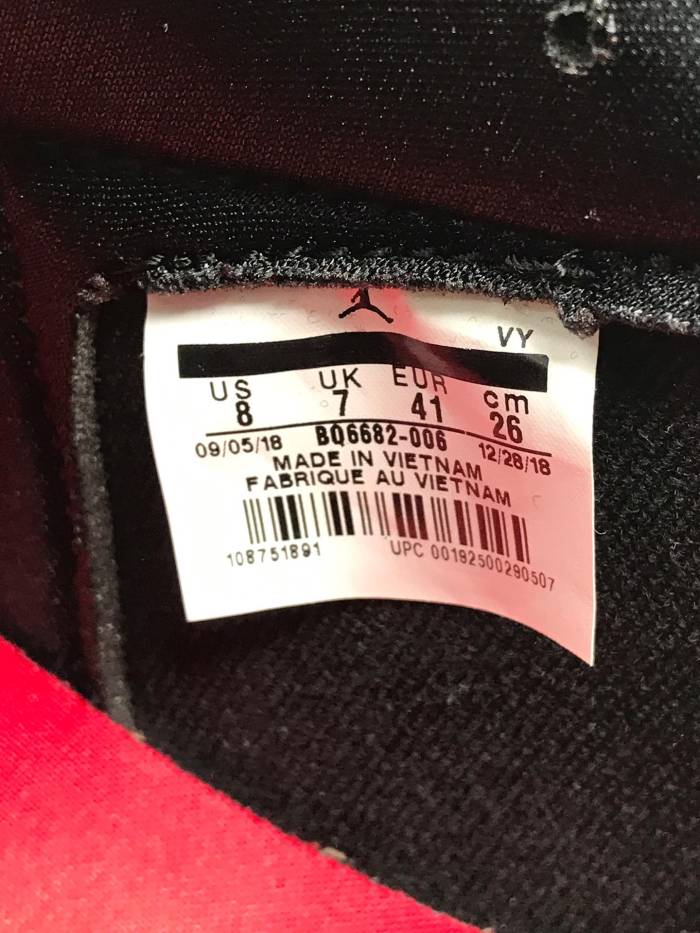 VY
US UK EUR cm
8 7 41 26
09/05/18 BQ6682-006 12/28/18
MADE IN VIETNAM
FABRIQUE AU VIETNAM
108751891 UPC 00192500290507